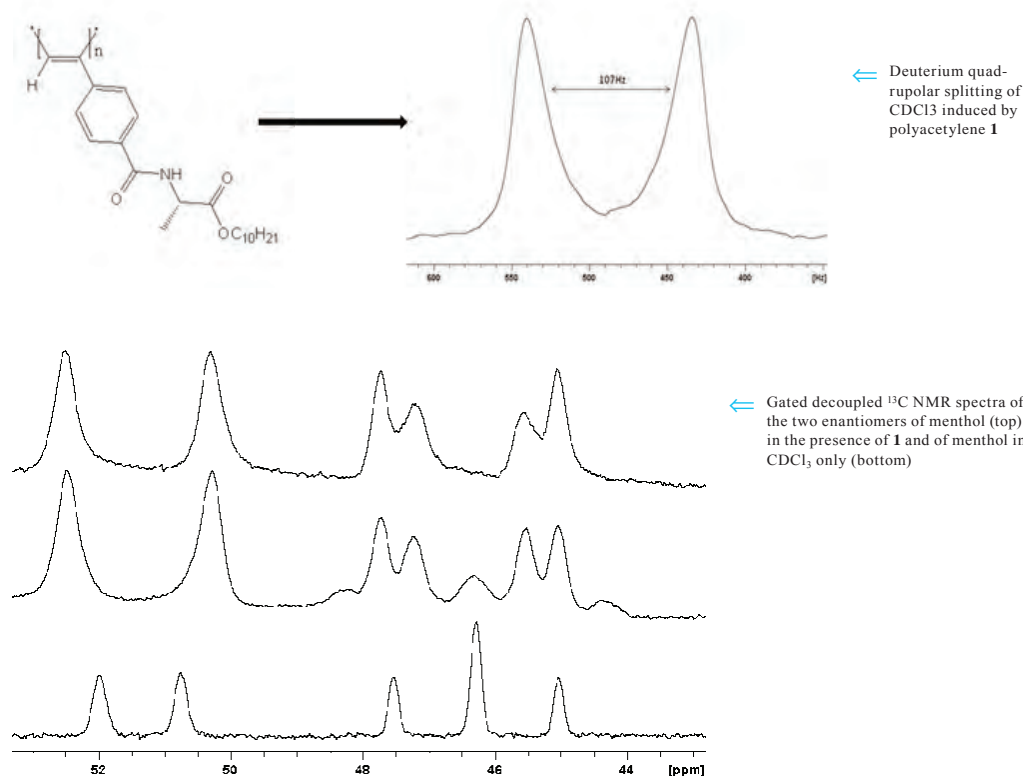 * *
[ ]n
H
NH
O
O
OC10H21
107Hz
600 550 500 450 400 [Hz]
⇐ Deuterium quad-
rupolar splitting of
CDCl3 induced by
polyacetylene 1
⇐ Gated decoupled ¹³C NMR spectra of
the two enantiomers of menthol (top)
in the presence of 1 and of menthol in
CDCl₃ only (bottom)
52 50 48 46 44 [ppm]